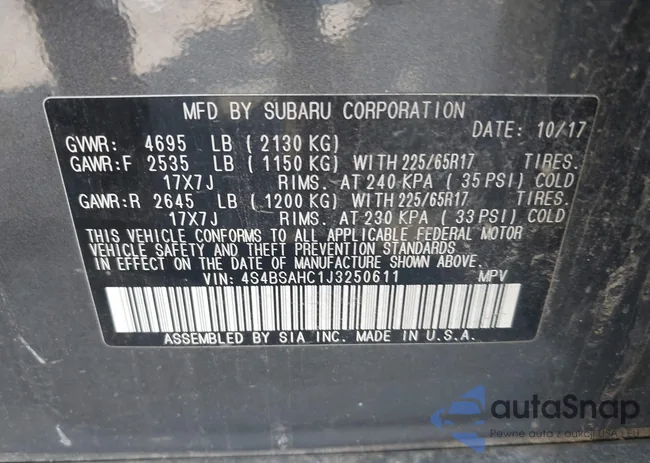 MFD BY SUBARU CORPORATION
DATE: 10/17
GVWR: 4695 LB (2130 KG)
GAWR:F 2535 LB (1150 KG) WITH 225/65R17 TIRES.
17X7J RIMS. AT 240 KPA (35 PSI) COLD
GAWR:R 2645 LB (1200 KG) WITH 225/65R17 TIRES.
17X7J RIMS. AT 230 KPA (33 PSI) COLD
THIS VEHICLE CONFORMS TO ALL APPLICABLE FEDERAL MOTOR
VEHICLE SAFETY AND THEFT PREVENTION STANDARDS
IN EFFECT ON THE DATE OF MANUFACTURE SHOWN ABOVE.
VIN: 4S4BSAHC1J3250611 MPV
ASSEMBLED BY SIA INC. MADE IN U.S.A.
autaSnap
Pewne auta z